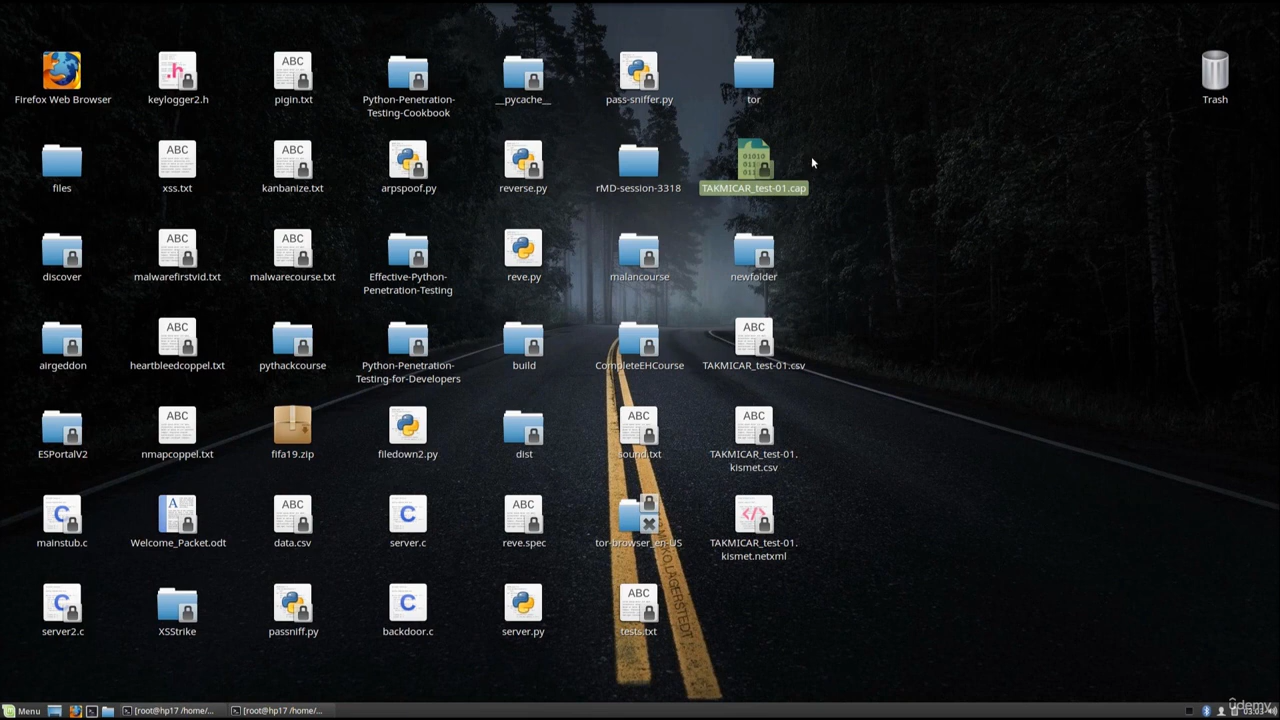 Firefox Web Browser
keylogger2.h
pigin.txt
Python-Penetration-
Testing-Cookbook
__pycache__
pass-sniffer.py
tor
Trash
files
xss.txt
kanbanize.txt
arpspoof.py
reverse.py
rMD-session-3318
TAKMICAR_test-01.cap
discover
malwarefirstvid.txt
malwarecourse.txt
Effective-Python-
Penetration-Testing
reve.py
malancourse
newfolder
airgeddon
heartbleedcoppel.txt
pythackcourse
Python-Penetration-
Testing-for-Developers
build
CompleteEHCourse
TAKMICAR_test-01.csv
ESPortalV2
nmapcoppel.txt
fifa19.zip
filedown2.py
dist
sound.txt
TAKMICAR_test-01.
kismet.csv
mainstub.c
Welcome_Packet.odt
data.csv
server.c
reve.spec
tor-browser_en-US
TAKMICAR_test-01.
kismet.netxml
server2.c
XSStrike
passniff.py
backdoor.c
server.py
tests.txt
Menu
[root@hp17 /home/...
[root@hp17 /home/...
03:03
ûdemy